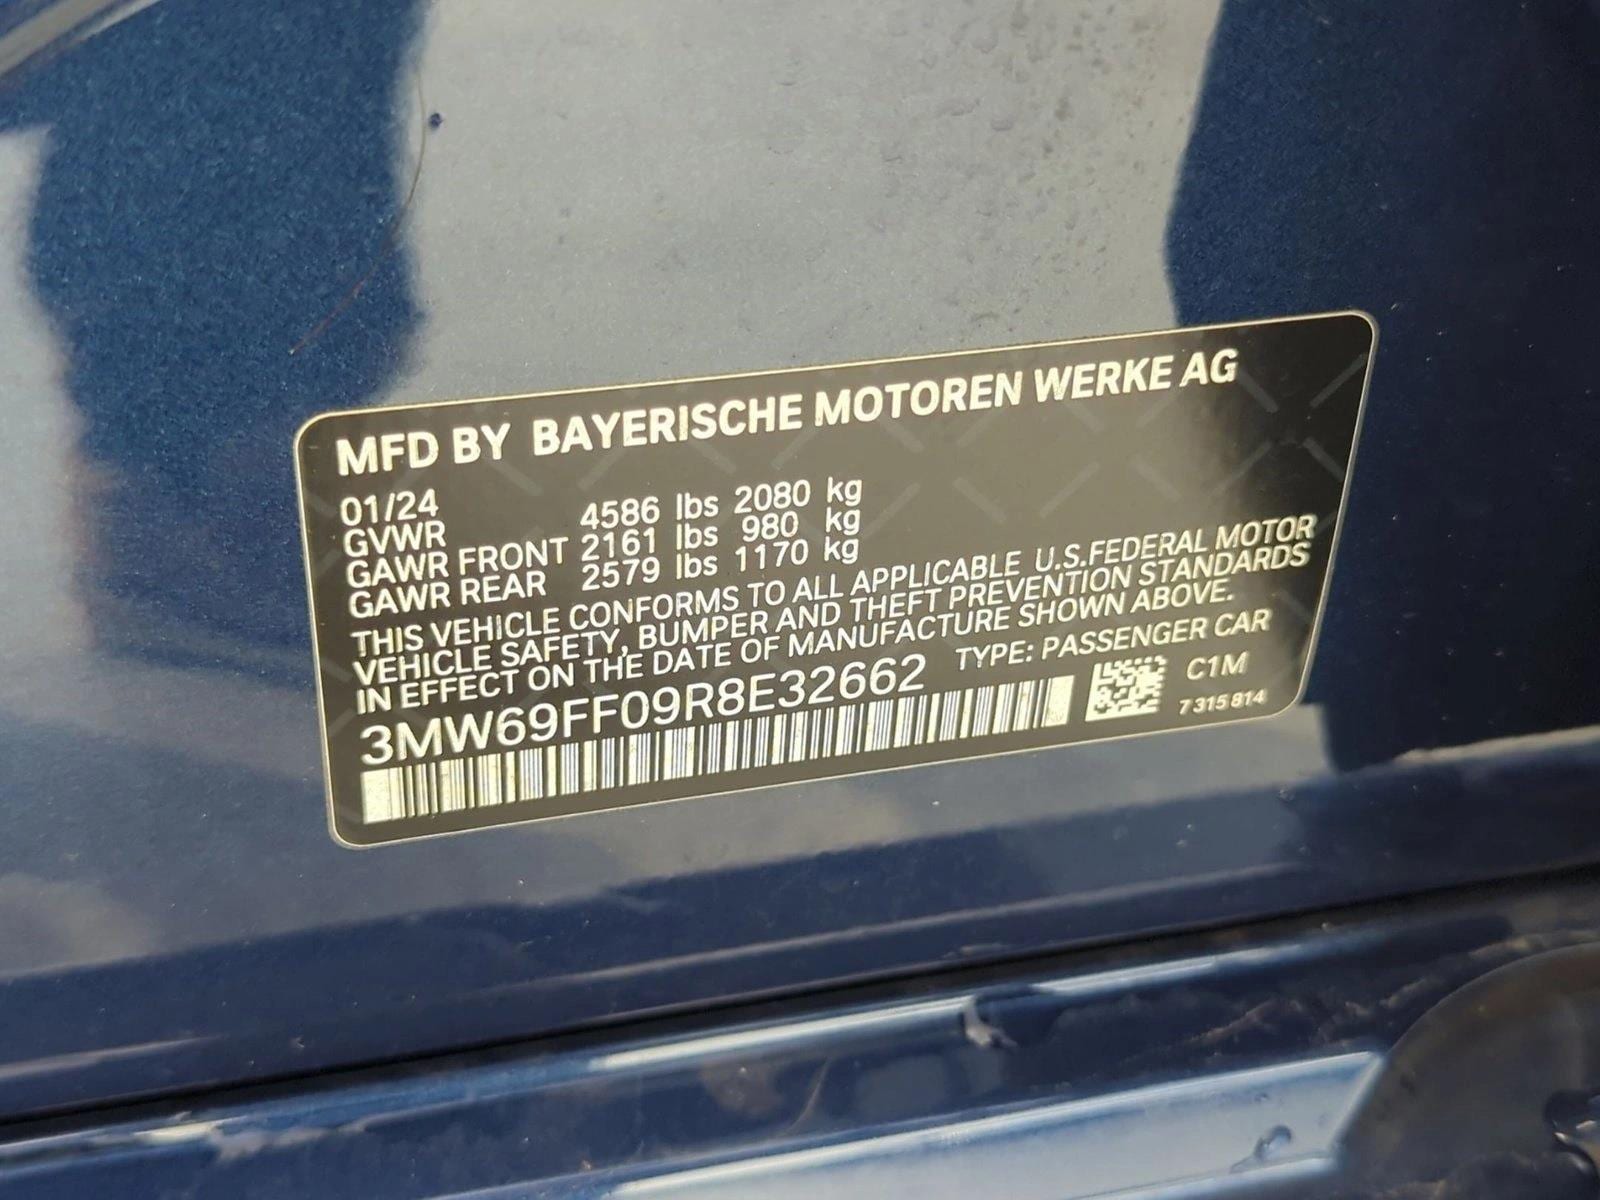 MFD BY BAYERISCHE MOTOREN WERKE AG
01/24
GVWR 4586 lbs 2080 kg
GAWR FRONT 2161 lbs 980 kg
GAWR REAR 2579 lbs 1170 kg
THIS VEHICLE CONFORMS TO ALL APPLICABLE U.S.FEDERAL MOTOR
VEHICLE SAFETY, BUMPER AND THEFT PREVENTION STANDARDS
IN EFFECT ON THE DATE OF MANUFACTURE SHOWN ABOVE.
3MW69FF09R8E32662 TYPE: PASSENGER CAR
C1M
7 315 814